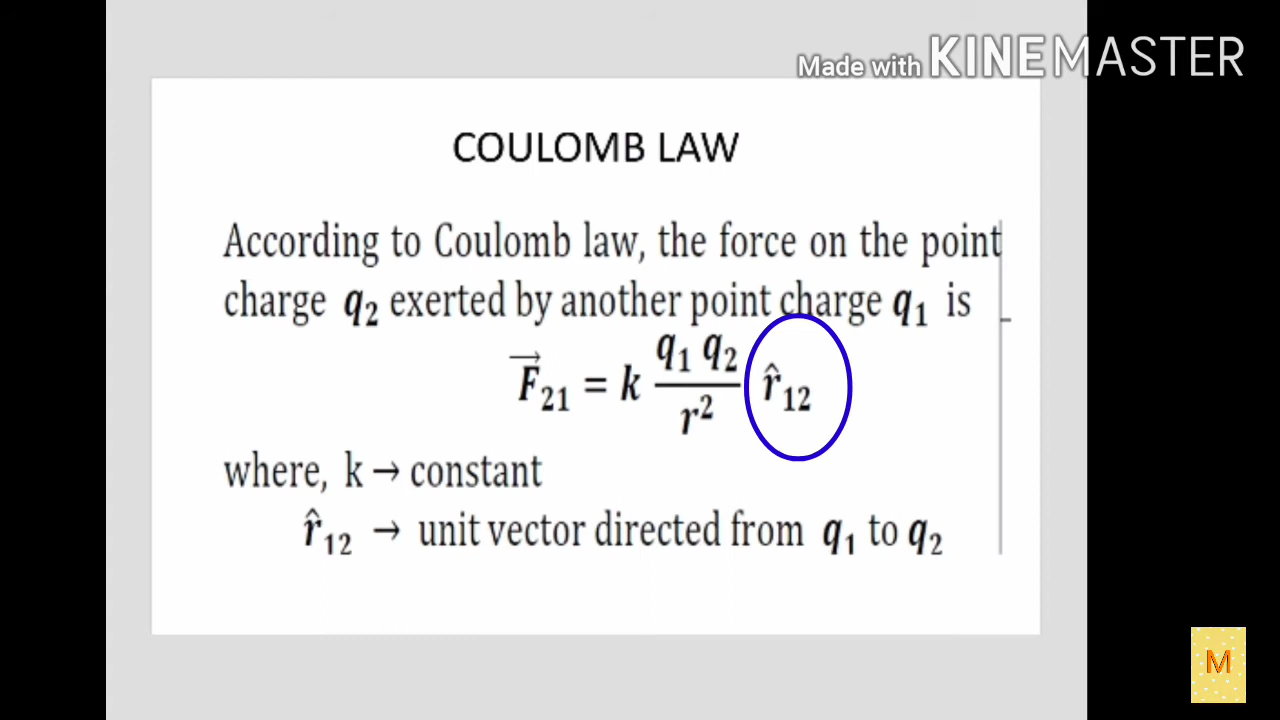 Made with KINEMASTER
COULOMB LAW
According to Coulomb law, the force on the point
charge q₂ exerted by another point charge q₁ is
F⃗₂₁ = k q₁ q₂ / r² r̂₁₂
where, k → constant
r̂₁₂ → unit vector directed from q₁ to q₂
M